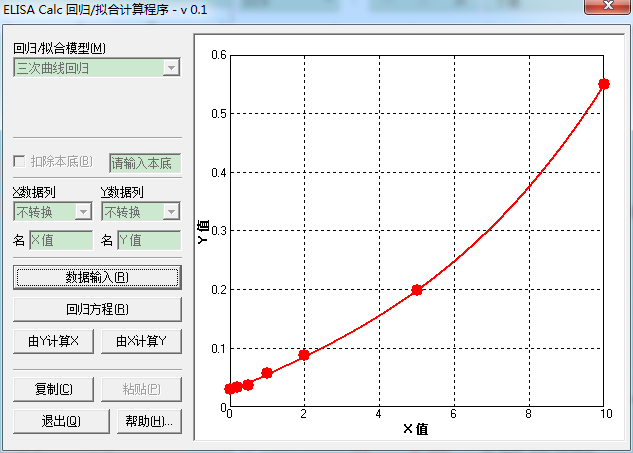 ELISA Calc 回归/拟合计算程序 - v 0.1
回归/拟合模型(M)
三次曲线回归
扣除本底(B) 请输入本底
X数据列 Y数据列
不转换 不转换
名 X值 名 Y值
数据输入(R)
回归方程(R)
由Y计算X 由X计算Y
复制(C) 粘贴(P)
退出(Q) 帮助(H)...
0.6
0.5
0.4
0.3
0.2
0.1
0
Y值
0 2 4 6 8 10
X值